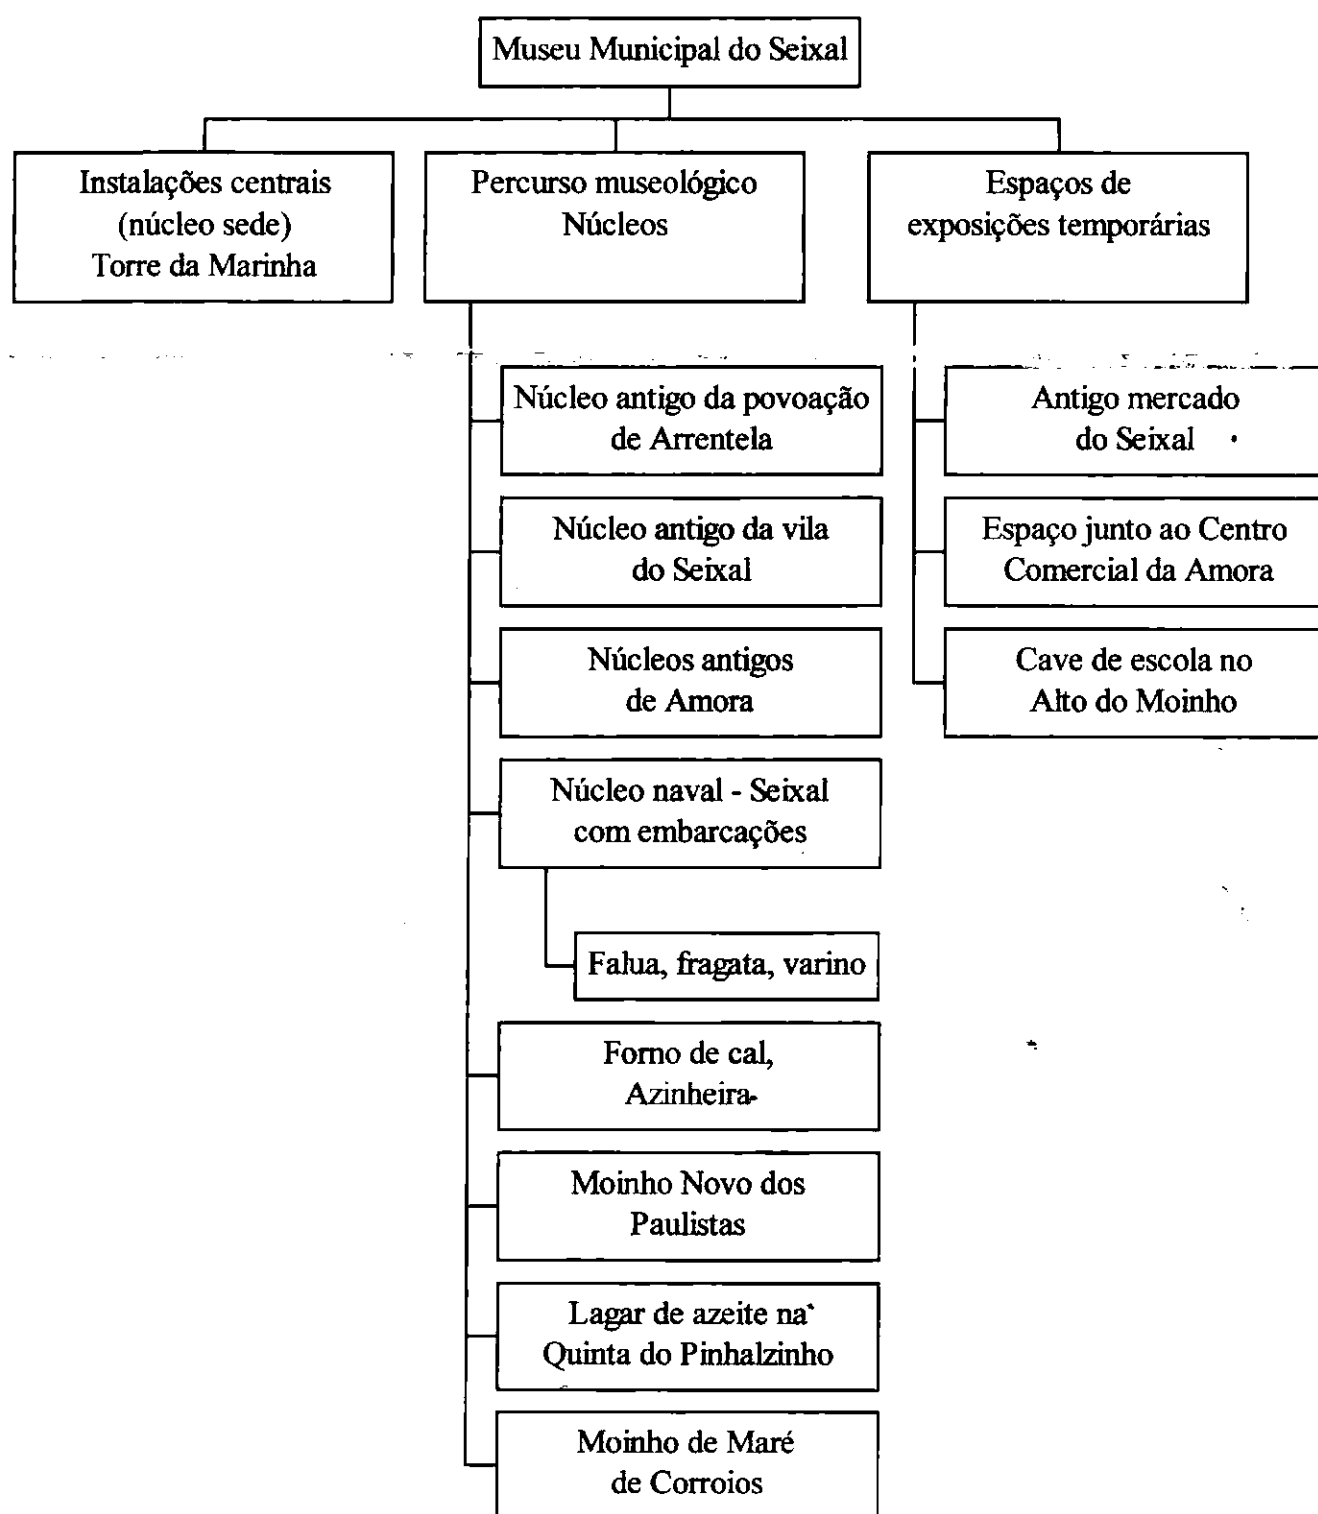 Museu Municipal do Seixal
Instalações centrais
(núcleo sede)
Torre da Marinha
Percurso museológico
Núcleos
Espaços de
exposições temporárias
Núcleo antigo da povoação
de Arrentela
Núcleo antigo da vila
do Seixal
Núcleos antigos
de Amora
Núcleo naval - Seixal
com embarcações
Falua, fragata, varino
Forno de cal,
Azinheira
Moinho Novo dos
Paulistas
Lagar de azeite na
Quinta do Pinhalzinho
Moinho de Maré
de Corroios
Antigo mercado
do Seixal
Espaço junto ao Centro
Comercial da Amora
Cave de escola no
Alto do Moinho